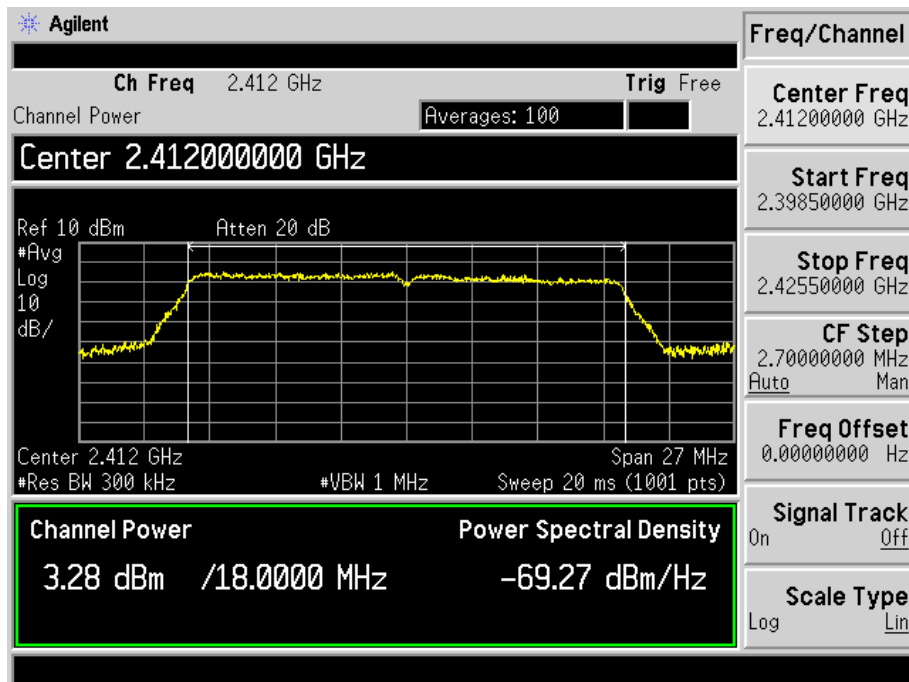 Agilent
Freq/Channel
Ch Freq 2.412 GHz Trig Free
Channel Power Averages: 100
Center 2.412000000 GHz
Ref 10 dBm Atten 20 dB
#Avg
Log
10
dB/
Center 2.412 GHz Span 27 MHz
#Res BW 300 kHz #VBW 1 MHz Sweep 20 ms (1001 pts)
Channel Power Power Spectral Density
3.28 dBm /18.0000 MHz -69.27 dBm/Hz
Center Freq
2.41200000 GHz
Start Freq
2.39850000 GHz
Stop Freq
2.42550000 GHz
CF Step
2.70000000 MHz
Auto Man
Freq Offset
0.00000000 Hz
Signal Track
On Off
Scale Type
Log Lin